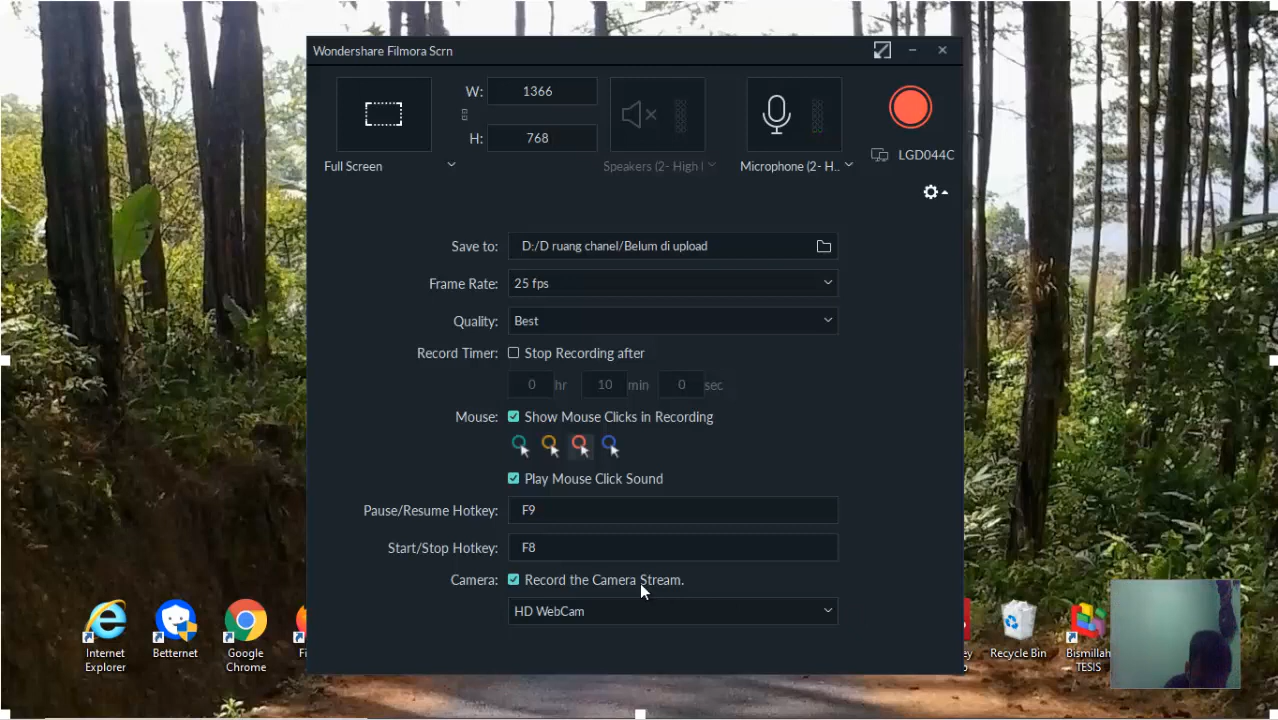 Wondershare Filmora Scrn
W: 1366
H: 768
Full Screen
Speakers (2- High
Microphone (2- H..
LGD044C
Save to: D:/D ruang chanel/Belum di upload
Frame Rate: 25 fps
Quality: Best
Record Timer: Stop Recording after
0 hr 10 min 0 sec
Mouse: Show Mouse Clicks in Recording
Play Mouse Click Sound
Pause/Resume Hotkey: F9
Start/Stop Hotkey: F8
Camera: Record the Camera Stream.
HD WebCam
Internet
Explorer
Betternet
Google
Chrome
Recycle Bin
Bismillah
TESIS